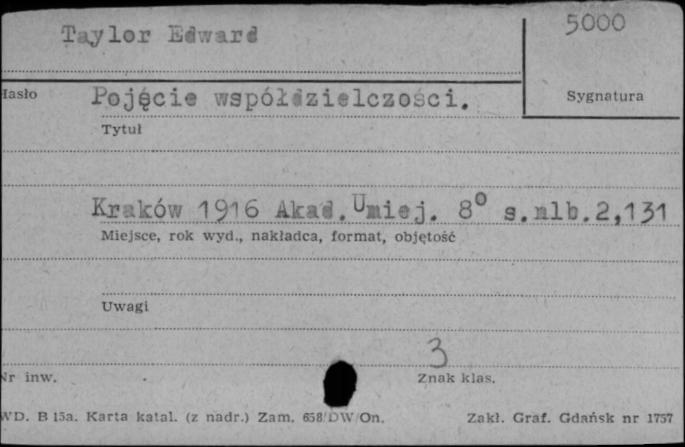 Taylor Edward
5000
Hasło
Pojęcie współdzielczości.
Sygnatura
Tytuł
Kraków 1916 Akad. Umiej. 8° s.nlb.2,131
Miejsce, rok wyd., nakładca, format, objętość
Uwagi
3
Nr inw.
Znak klas.
WD. B 15a. Karta katal. (z nadr.) Zam. 658/DW/On.
Zakł. Graf. Gdańsk nr 1757